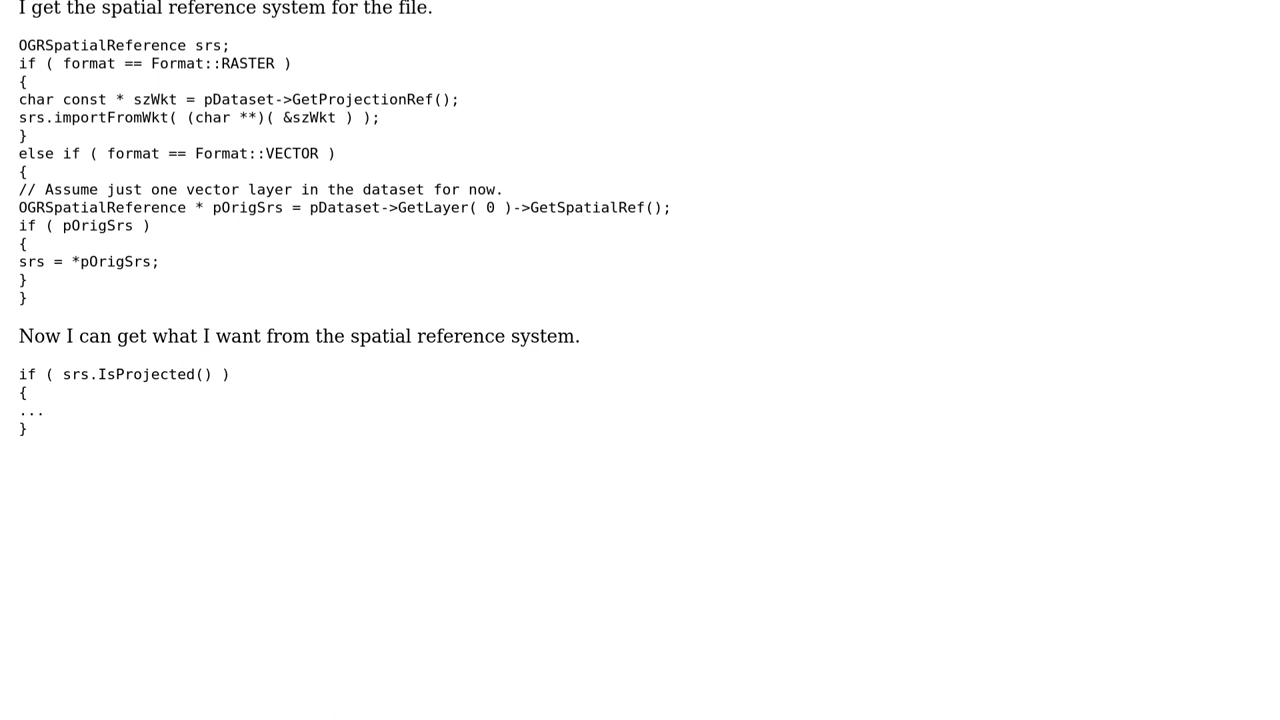 I get the spatial reference system for the file.
OGRSpatialReference srs;
if ( format == Format::RASTER )
{
char const * szWkt = pDataset->GetProjectionRef();
srs.importFromWkt( (char **)( &szWkt ) );
}
else if ( format == Format::VECTOR )
{
// Assume just one vector layer in the dataset for now.
OGRSpatialReference * pOrigSrs = pDataset->GetLayer( 0 )->GetSpatialRef();
if ( pOrigSrs )
{
srs = *pOrigSrs;
}
}
Now I can get what I want from the spatial reference system.
if ( srs.IsProjected() )
{
...
}